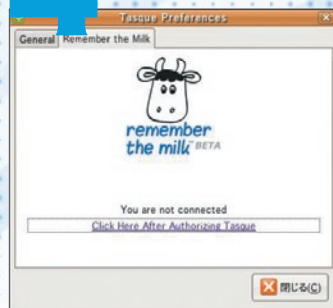 Tasque Preferences
General Remember the Milk
remember
the milk™ BETA
You are not connected
Click Here After Authorizing Tasque
閉じる(C)